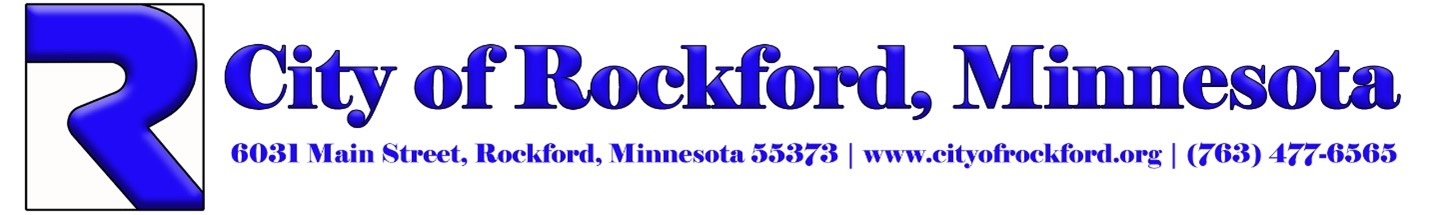 R
City of Rockford, Minnesota
6031 Main Street, Rockford, Minnesota 55373 | www.cityofrockford.org | (763) 477-6565